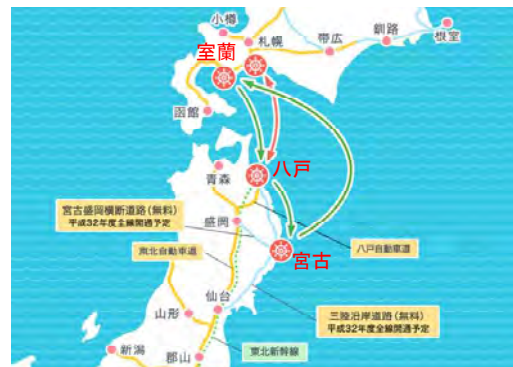 小樽
札幌
帯広
釧路
根室
室蘭
函館
八戸
青森
宮古盛岡横断道路(無料)
平成32年度全線開通予定
盛岡
東北自動車道
八戸自動車道
宮古
仙台
三陸沿岸道路(無料)
平成32年度全線開通予定
山形
新潟
郡山
東北新幹線